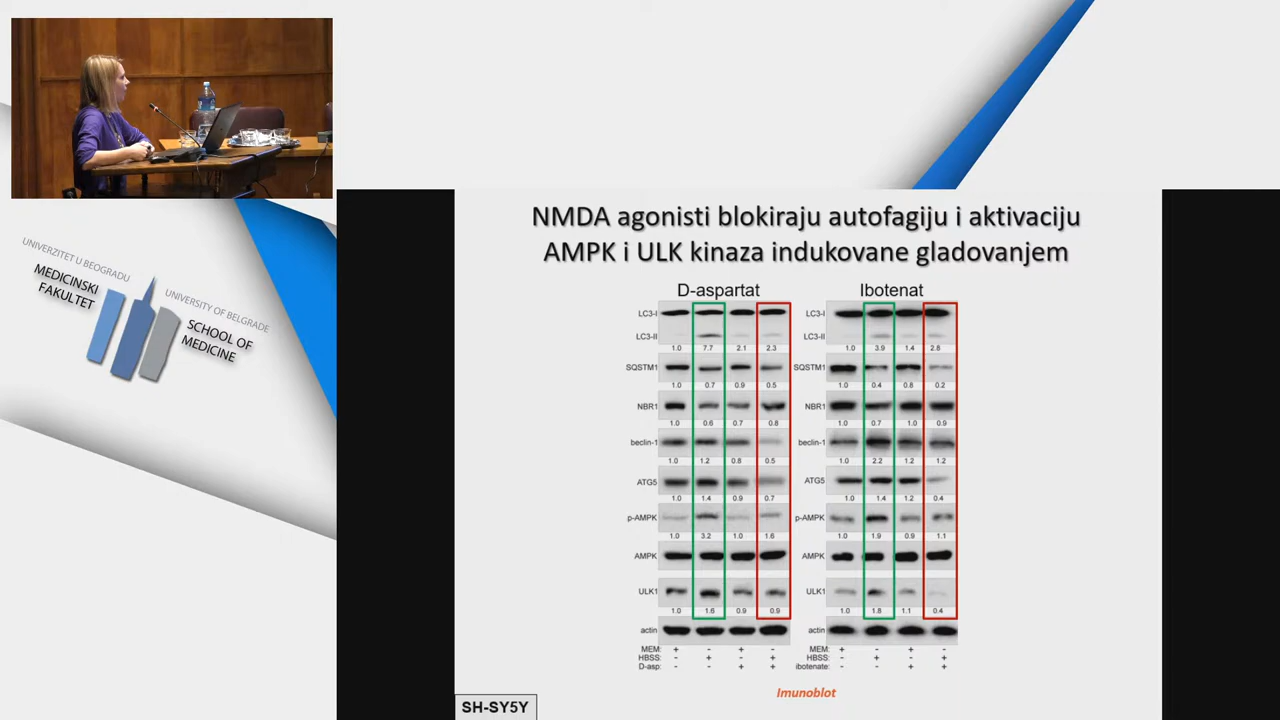 UNIVERZITET U BEOGRADU
MEDICINSKI
FAKULTET
UNIVERSITY OF BELGRADE
SCHOOL OF
MEDICINE
NMDA agonisti blokiraju autofagiju i aktivaciju
AMPK i ULK kinaza indukovane gladovanjem
D-aspartat
LC3-I
LC3-II
1.0 7.7 2.1 2.3
SQSTM1
1.0 0.7 0.9 0.5
NBR1
1.0 0.6 0.7 0.8
beclin-1
1.0 1.2 0.8 0.5
ATG5
1.0 1.4 0.9 0.7
p-AMPK
1.0 3.2 1.0 1.6
AMPK
ULK1
1.0 1.6 0.9 0.9
actin
MEM: + - + -
HBSS: - + - +
D-asp: - - + +
Ibotenat
LC3-I
LC3-II
1.0 3.9 1.4 2.8
SQSTM1
1.0 0.4 0.8 0.2
NBR1
1.0 0.7 1.0 0.9
beclin-1
1.0 2.2 1.2 1.2
ATG5
1.0 1.4 1.2 0.4
p-AMPK
1.0 1.9 0.9 1.1
AMPK
ULK1
1.0 1.8 1.1 0.4
actin
MEM: + - + -
HBSS: - + - +
ibotenate: - - + +
Imunoblot
SH-SY5Y